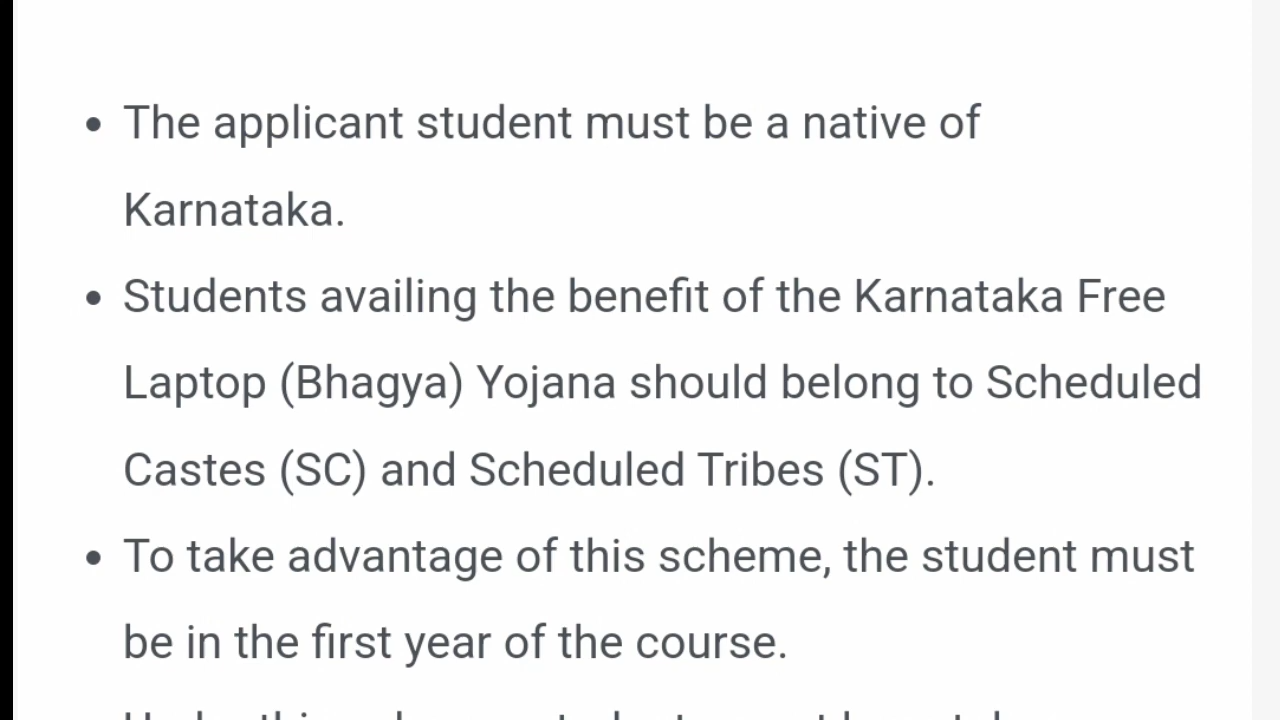 • The applicant student must be a native of
Karnataka.
• Students availing the benefit of the Karnataka Free
Laptop (Bhagya) Yojana should belong to Scheduled
Castes (SC) and Scheduled Tribes (ST).
• To take advantage of this scheme, the student must
be in the first year of the course.